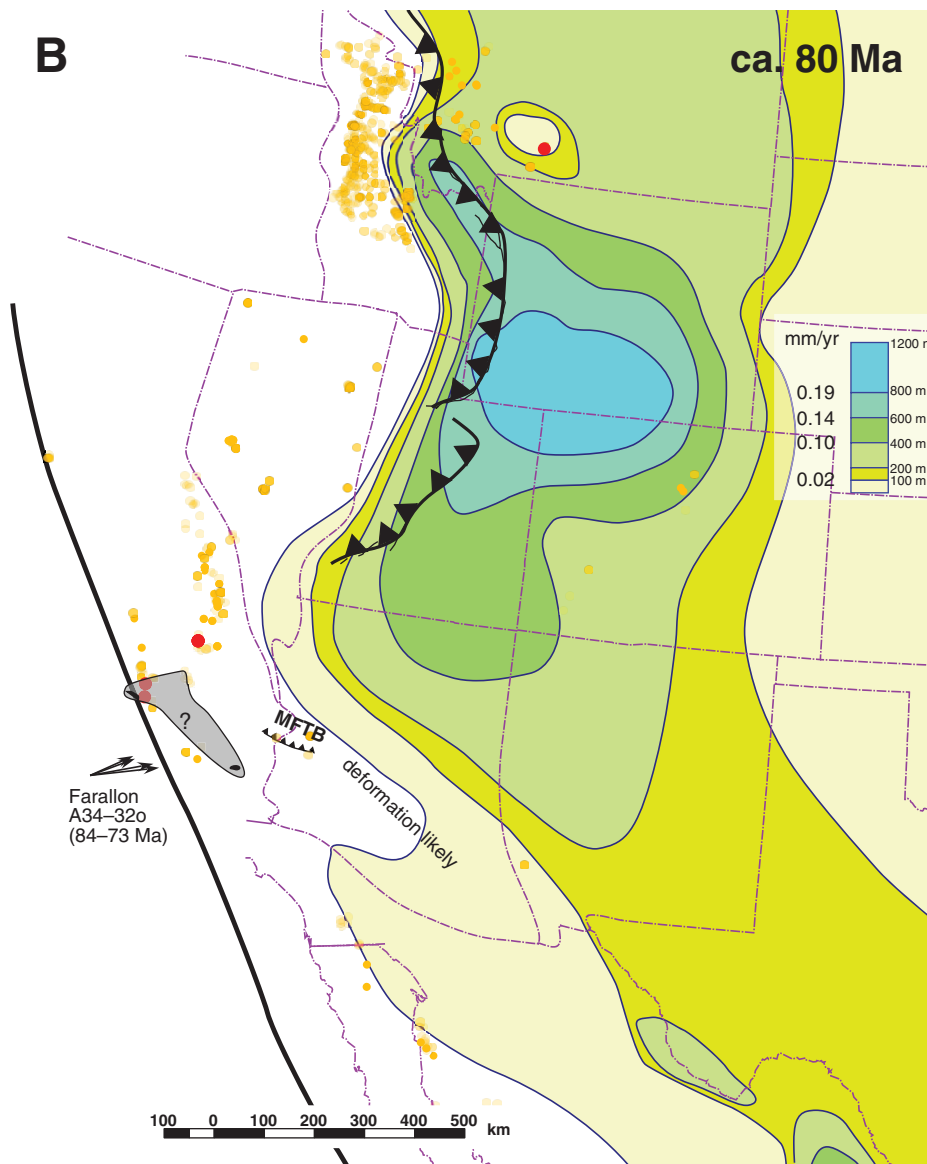 B
ca. 80 Ma
mm/yr
1200 m
0.19
800 m
0.14
600 m
0.10
400 m
200 m
0.02
100 m
?
MFTB
deformation likely
Farallon
A34–32o
(84–73 Ma)
100 0 100 200 300 400 500 km